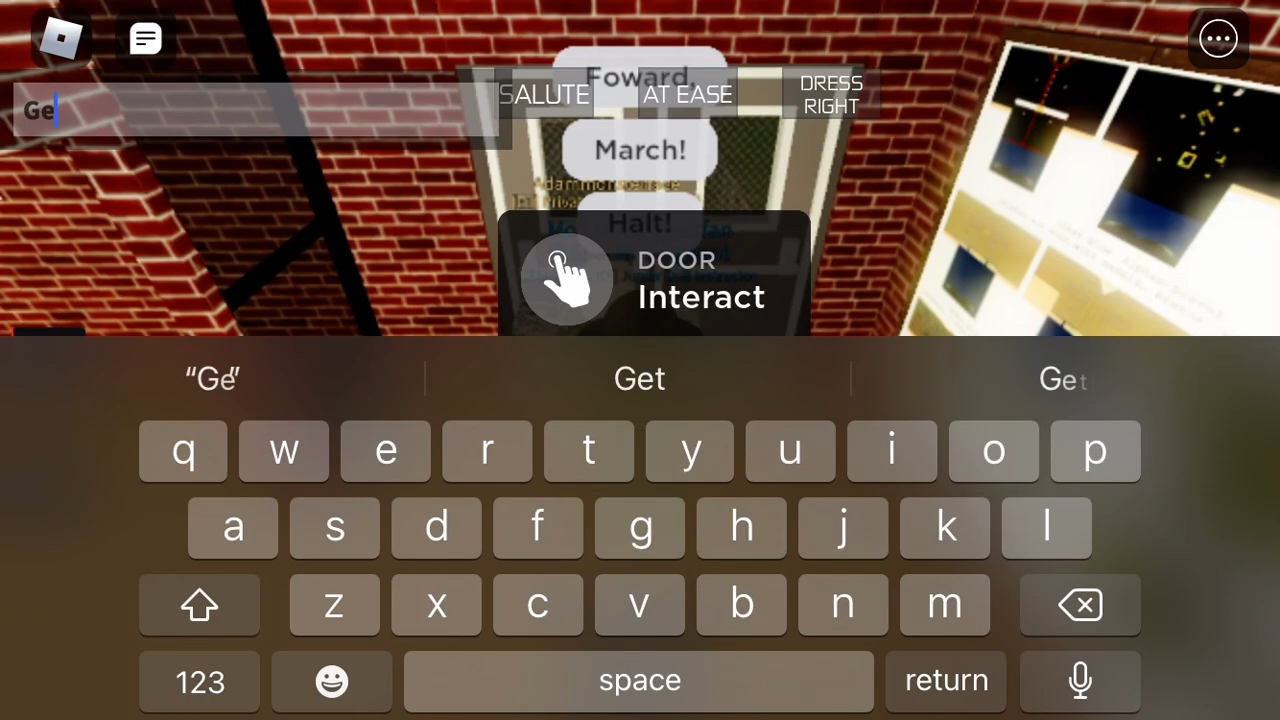 Foward,
Ge
SALUTE
AT EASE
DRESS
RIGHT
March!
Halt!
DOOR
Interact
“Ge”
Get
Get
q w e r t y u i o p
a s d f g h j k l
z x c v b n m
123
space
return